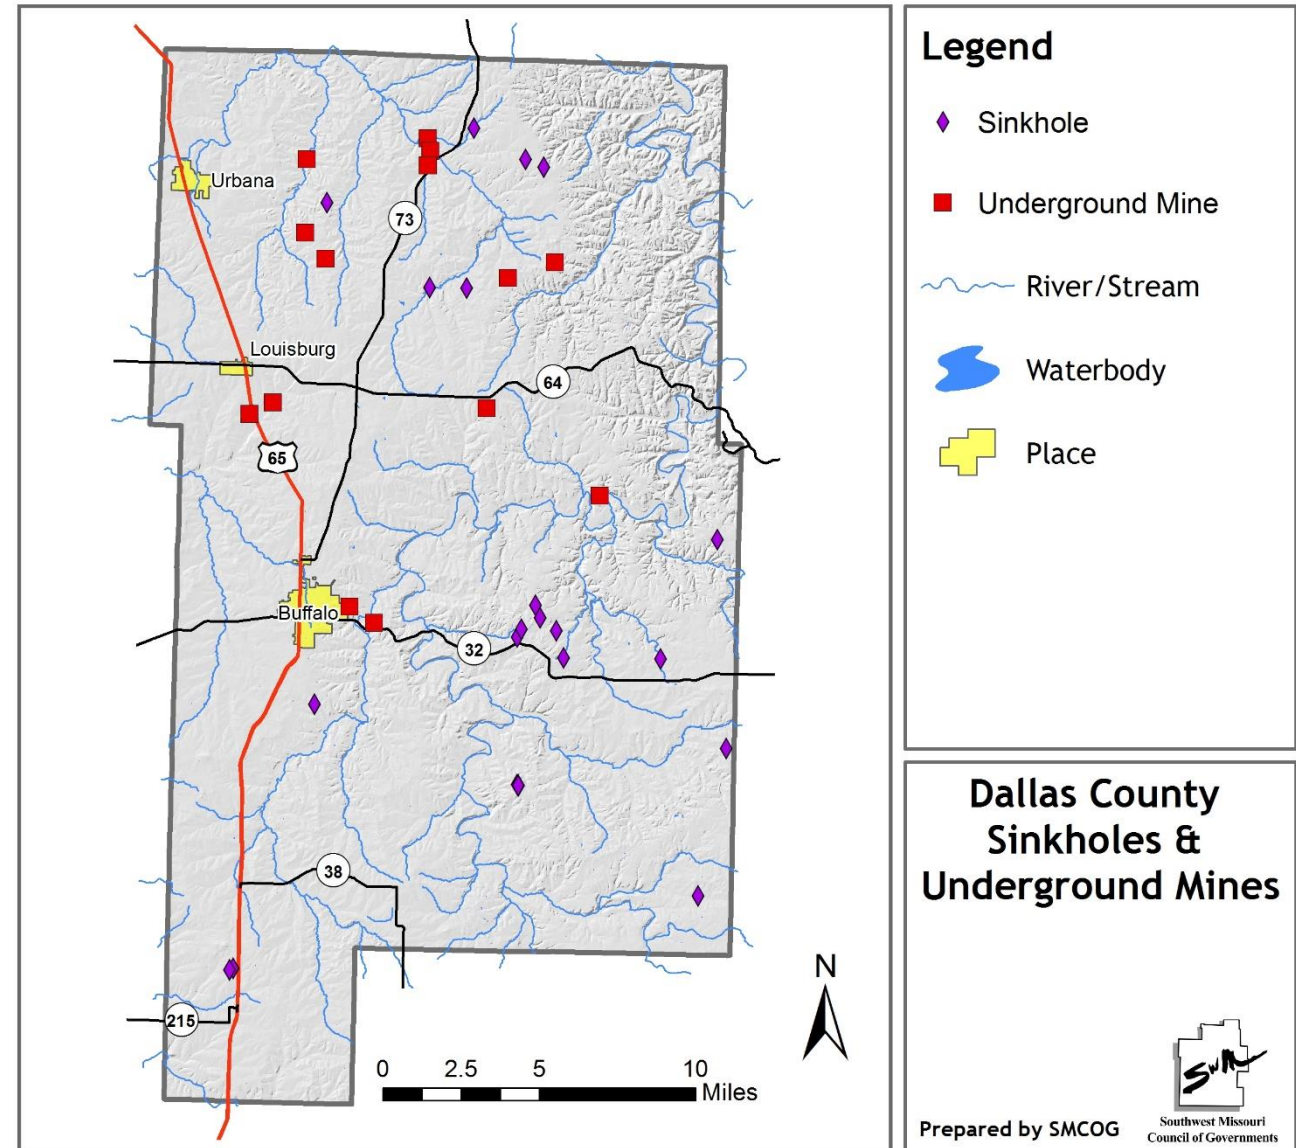 Urbana
73
Louisburg
64
65
Buffalo
32
38
215
N
0 2.5 5 10
Miles
Legend
Sinkhole
Underground Mine
River/Stream
Waterbody
Place
Dallas County
Sinkholes &
Underground Mines
Prepared by SMCOG
SWM
Southwest Missouri
Council of Governments